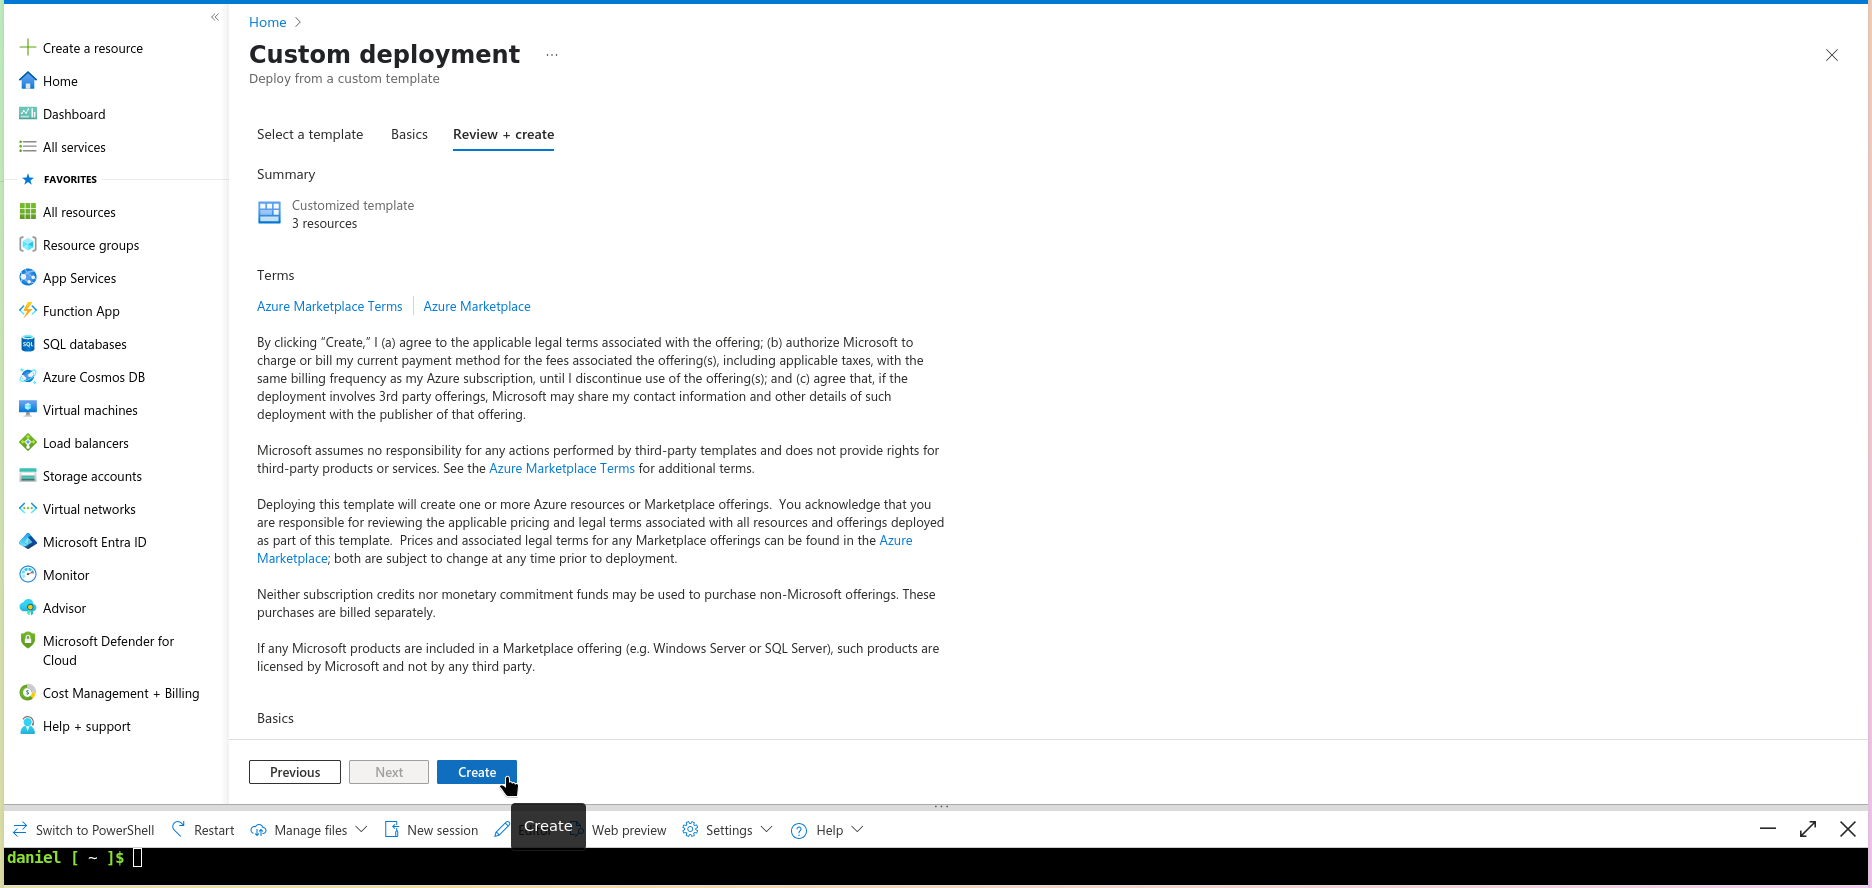 «
Create a resource
Home
Dashboard
All services
FAVORITES
All resources
Resource groups
App Services
Function App
SQL databases
Azure Cosmos DB
Virtual machines
Load balancers
Storage accounts
Virtual networks
Microsoft Entra ID
Monitor
Advisor
Microsoft Defender for
Cloud
Cost Management + Billing
Help + support
Home
Custom deployment ...
Deploy from a custom template
Select a template Basics Review + create
Summary
Customized template
3 resources
Terms
Azure Marketplace Terms Azure Marketplace
By clicking “Create,” I (a) agree to the applicable legal terms associated with the offering; (b) authorize Microsoft to
charge or bill my current payment method for the fees associated the offering(s), including applicable taxes, with the
same billing frequency as my Azure subscription, until I discontinue use of the offering(s); and (c) agree that, if the
deployment involves 3rd party offerings, Microsoft may share my contact information and other details of such
deployment with the publisher of that offering.
Microsoft assumes no responsibility for any actions performed by third-party templates and does not provide rights for
third-party products or services. See the Azure Marketplace Terms for additional terms.
Deploying this template will create one or more Azure resources or Marketplace offerings.  You acknowledge that you
are responsible for reviewing the applicable pricing and legal terms associated with all resources and offerings deployed
as part of this template.  Prices and associated legal terms for any Marketplace offerings can be found in the Azure
Marketplace; both are subject to change at any time prior to deployment.
Neither subscription credits nor monetary commitment funds may be used to purchase non-Microsoft offerings. These
purchases are billed separately.
If any Microsoft products are included in a Marketplace offering (e.g. Windows Server or SQL Server), such products are
licensed by Microsoft and not by any third party.
Basics
Previous Next Create
Create
Switch to PowerShell Restart Manage files New session Web preview Settings Help
daniel [ ~ ]$